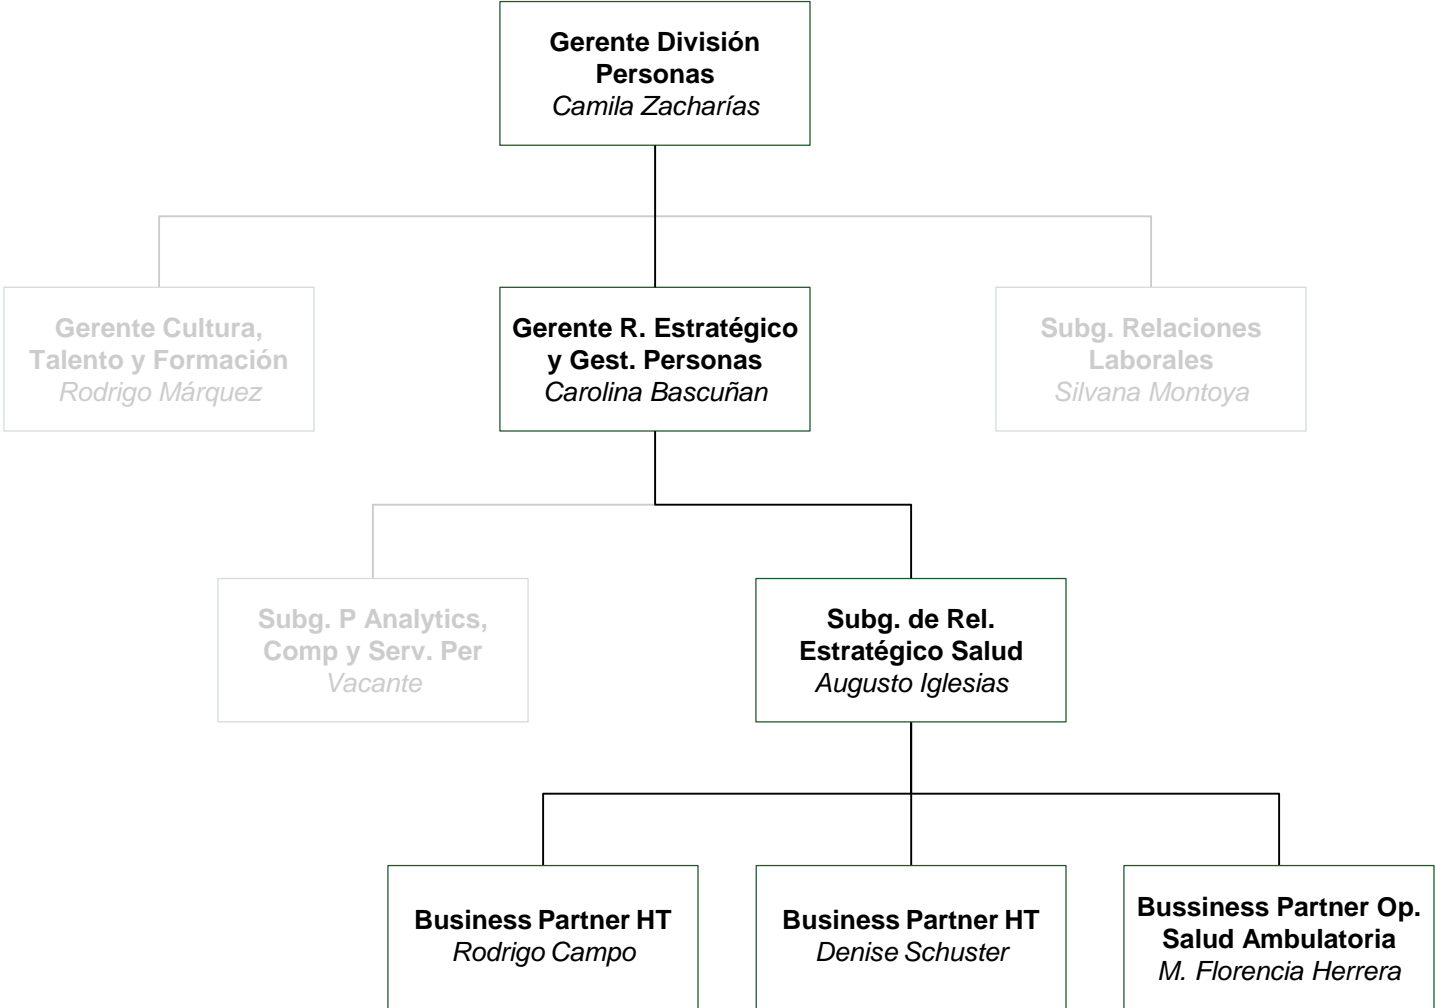 Gerente División
Personas
Camila Zacharías
Gerente Cultura,
Talento y Formación
Rodrigo Márquez
Gerente R. Estratégico
y Gest. Personas
Carolina Bascuñan
Subg. Relaciones
Laborales
Silvana Montoya
Subg. P Analytics,
Comp y Serv. Per
Vacante
Subg. de Rel.
Estratégico Salud
Augusto Iglesias
Business Partner HT
Rodrigo Campo
Business Partner HT
Denise Schuster
Bussiness Partner Op.
Salud Ambulatoria
M. Florencia Herrera